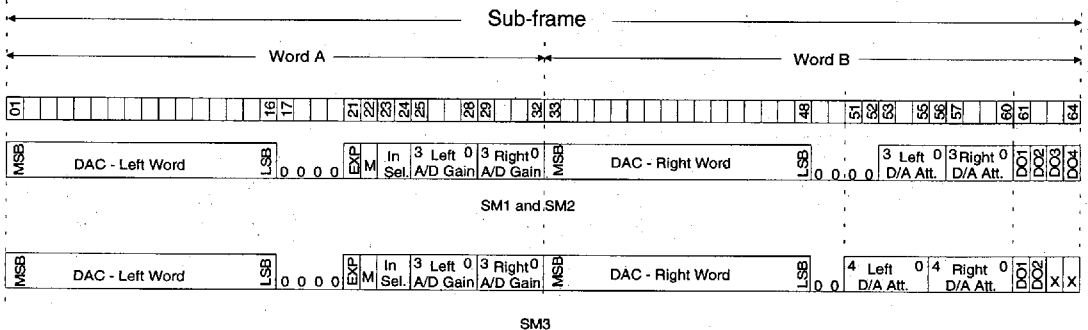 Sub-frame
Word A Word B
01 16 17 21 22 23 24 25 28 29 32 33 48 51 52 53 55 56 57 60 61 64
MSB DAC - Left Word LSB 0 0 0 0 EXP M In Sel. 3 Left 0 A/D Gain 3 Right 0 A/D Gain MSB DAC - Right Word LSB 0 0 0 0 3 Left 0 D/A Att. 3 Right 0 D/A Att. DO1 DO2 DO3 DO4
SM1 and SM2
MSB DAC - Left Word LSB 0 0 0 0 EXP M In Sel. 3 Left 0 A/D Gain 3 Right 0 A/D Gain MSB DAC - Right Word LSB 0 0 4 Left 0 D/A Att. 4 Right 0 D/A Att. DO1 DO2 X X
SM3